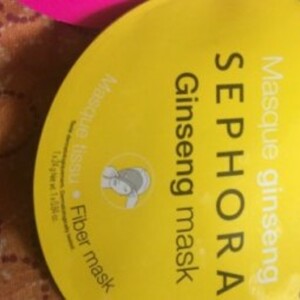 Masque ginseng
SEPHORA
Ginseng mask
Masque tissu • Fiber mask